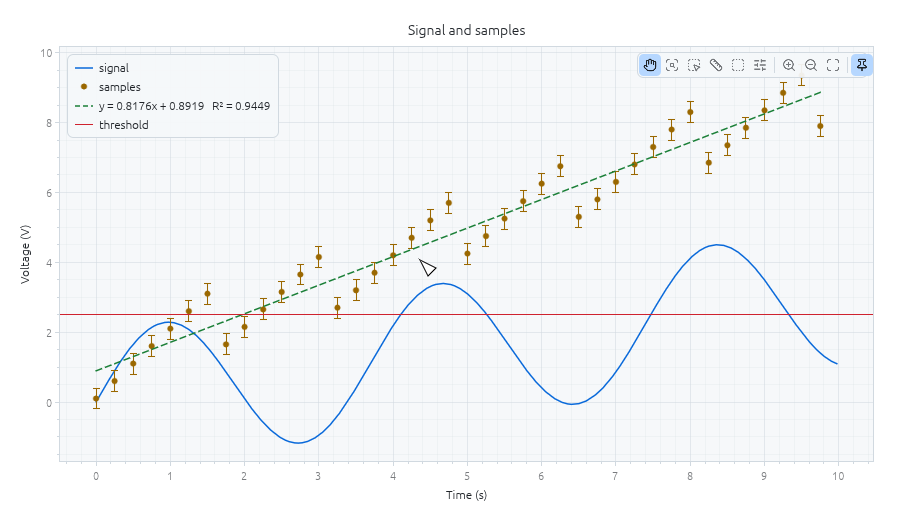 Signal and samples
signal
samples
y = 0.8176x + 0.8919   R² = 0.9449
threshold
Voltage (V)
10
8
6
4
2
0
0 1 2 3 4 5 6 7 8 9 10
Time (s)